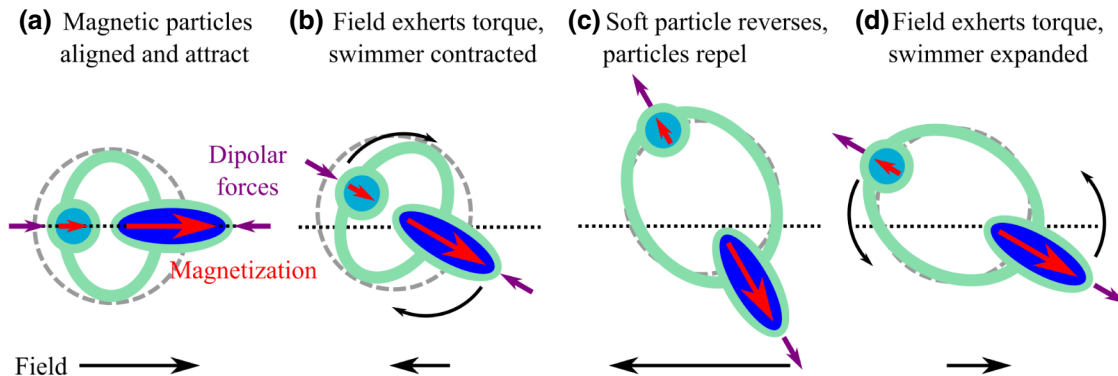 (a) Magnetic particles
aligned and attract
(b) Field exherts torque,
swimmer contracted
(c) Soft particle reverses,
particles repel
(d) Field exherts torque,
swimmer expanded
Dipolar
forces
Magnetization
Field